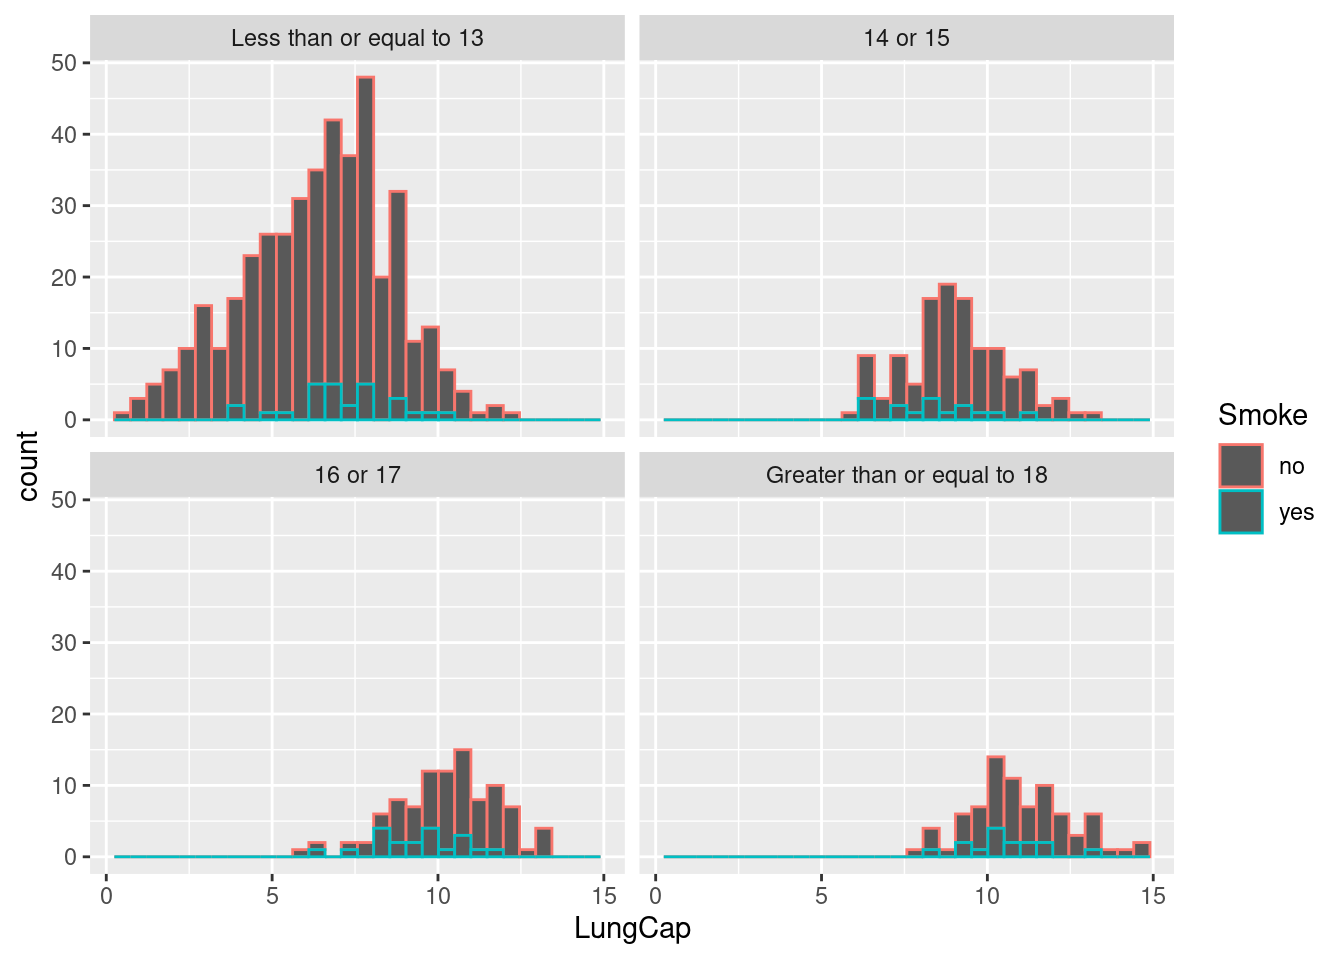 Less than or equal to 13
14 or 15
50
40
30
20
10
0
16 or 17
Greater than or equal to 18
50
40
30
20
10
0
0 5 10 15
0 5 10 15
LungCap
count
Smoke
no
yes